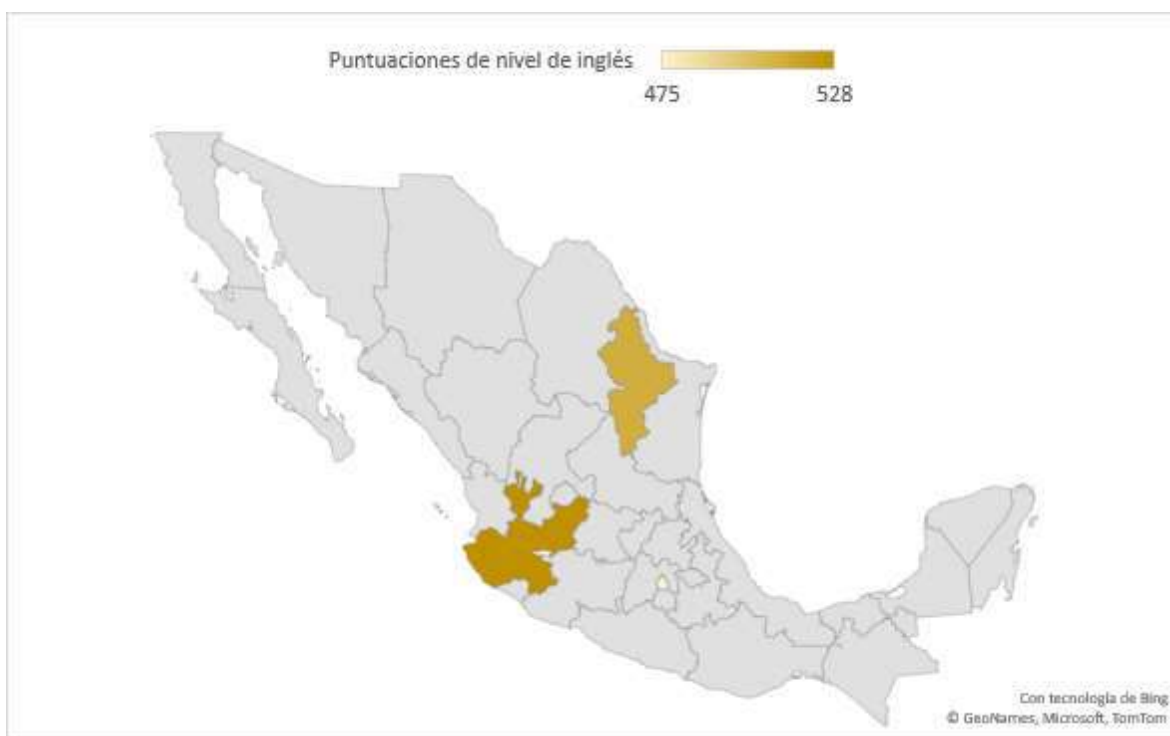 Puntuaciones de nivel de inglés
475 528
Con tecnología de Bing
© GeoNames, Microsoft, TomTom